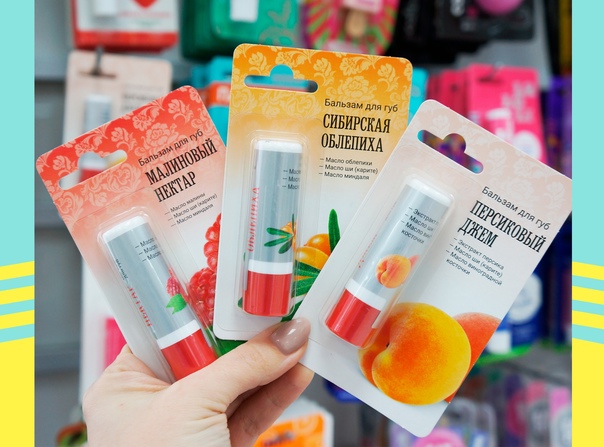 Бальзам для губ
МАЛИНОВЫЙ
НЕКТАР
— Масло малины
— Масло ши (карите)
— Масло миндаля
Бальзам для губ
СИБИРСКАЯ
ОБЛЕПИХА
— Масло облепихи
— Масло ши (карите)
— Масло миндаля
Бальзам для губ
ПЕРСИКОВЫЙ
ДЖЕМ
— Экстракт персика
— Масло ши (карите)
— Масло виноградной
косточки